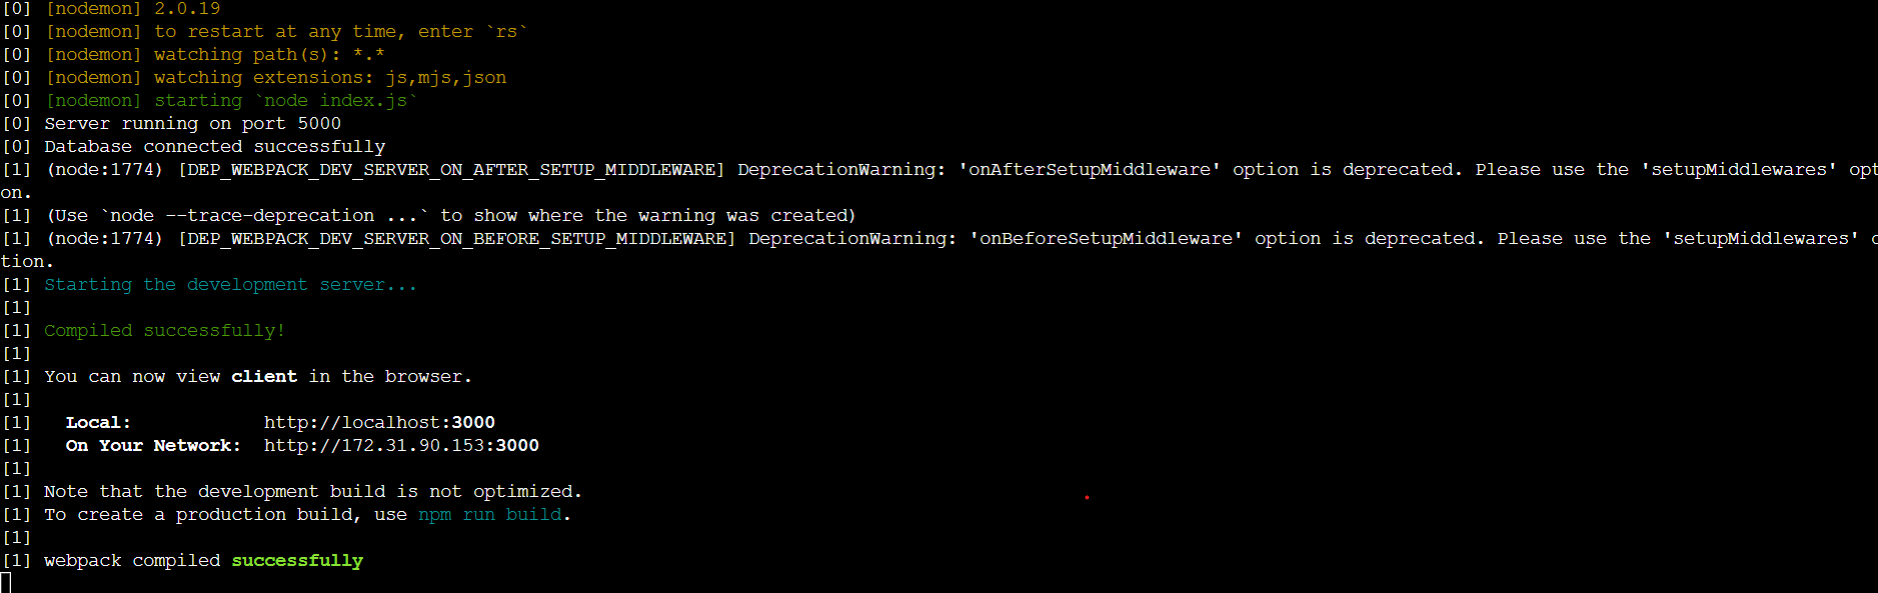 [0] [nodemon] 2.0.19
[0] [nodemon] to restart at any time, enter `rs`
[0] [nodemon] watching path(s): *.*
[0] [nodemon] watching extensions: js,mjs,json
[0] [nodemon] starting `node index.js`
[0] Server running on port 5000
[0] Database connected successfully
[1] (node:1774) [DEP_WEBPACK_DEV_SERVER_ON_AFTER_SETUP_MIDDLEWARE] DeprecationWarning: 'onAfterSetupMiddleware' option is deprecated. Please use the 'setupMiddlewares' opt
on.
[1] (Use `node --trace-deprecation ...` to show where the warning was created)
[1] (node:1774) [DEP_WEBPACK_DEV_SERVER_ON_BEFORE_SETUP_MIDDLEWARE] DeprecationWarning: 'onBeforeSetupMiddleware' option is deprecated. Please use the 'setupMiddlewares' o
tion.
[1] Starting the development server...
[1]
[1] Compiled successfully!
[1]
[1] You can now view client in the browser.
[1]
[1]   Local:            http://localhost:3000
[1]   On Your Network:  http://172.31.90.153:3000
[1]
[1] Note that the development build is not optimized.
[1] To create a production build, use npm run build.
[1]
[1] webpack compiled successfully